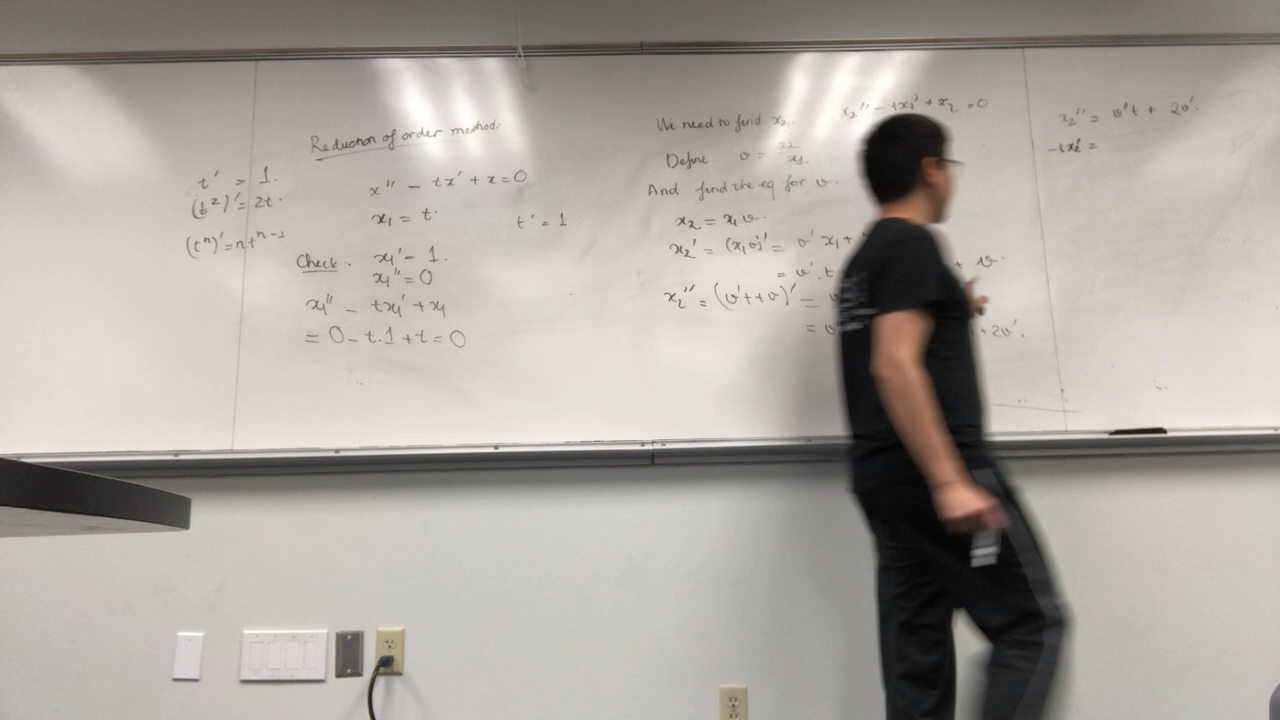 t' = 1.
(t²)' = 2t.
(tⁿ)' = n tⁿ⁻¹
Reduction of order method:
x'' - tx' + x = 0
x₁ = t.
t' = 1
Check: x₁' = 1.
x₁'' = 0
x₁'' - tx₁' + x₁
= 0 - t.1 + t = 0
We need to find x₂.
x₂'' - tx₂' + x₂ = 0
Define v = x₂/x₁.
And find the eq for v.
x₂ = x₁ v.
x₂' = (x₁v)' = v' x₁ +
= v'. t + v.
x₂'' = (v't + v)' =
= + 2v'.
x₂'' = v''t + 2v'.
-tx₂' =